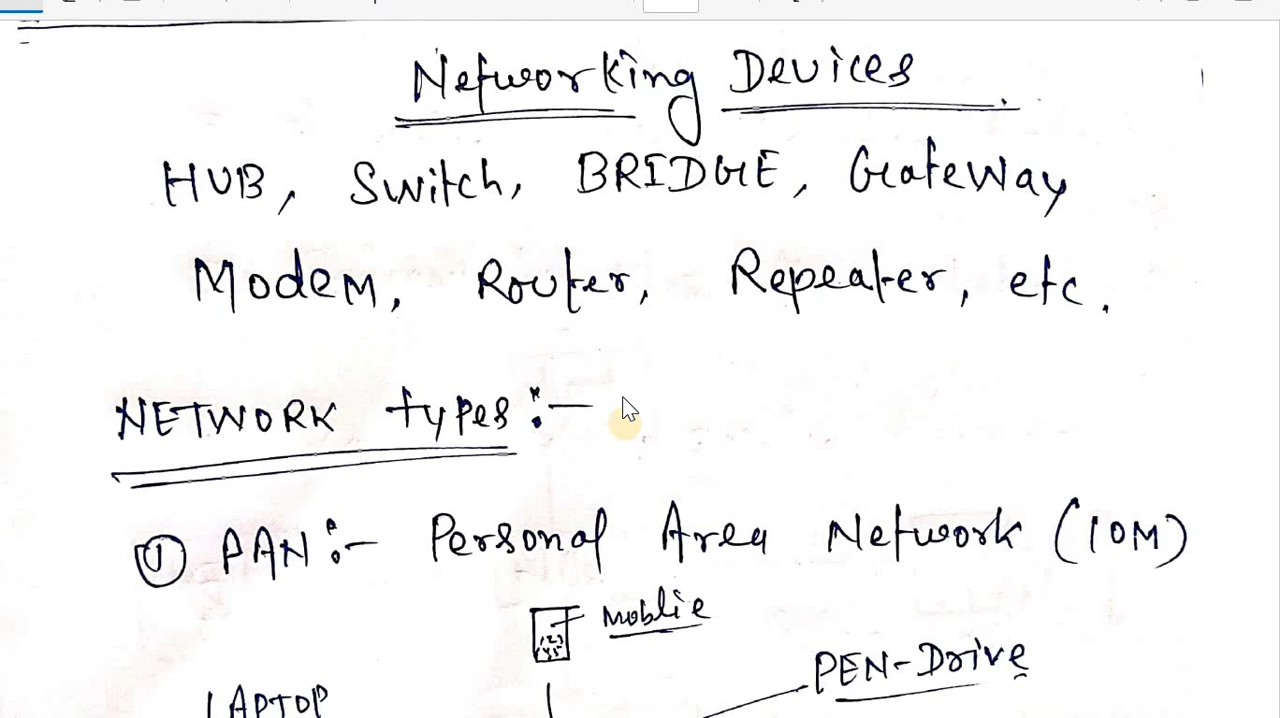 Networking Devices
HUB, Switch, BRIDGE, Gateway
Modem, Router, Repeater, etc.
NETWORK types :-
① PAN :- Personal Area Network (10M)
Moblie
PEN-Drive
LAPTOP